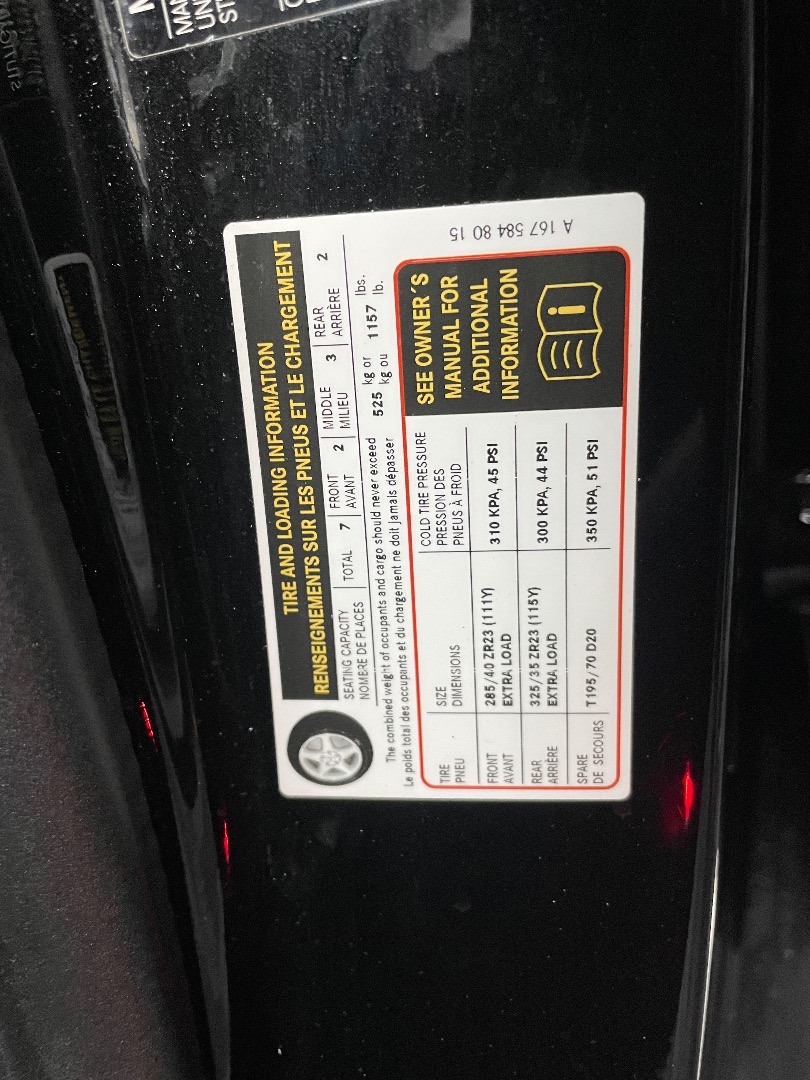 TIRE AND LOADING INFORMATION
RENSEIGNEMENTS SUR LES PNEUS ET LE CHARGEMENT
SEATING CAPACITY TOTAL 7 FRONT 2 MIDDLE 3 REAR 2
NOMBRE DE PLACES AVANT MILIEU ARRIÈRE
The combined weight of occupants and cargo should never exceed 525 kg or 1157 lbs.
Le poids total des occupants et du chargement ne doit jamais dépasser kg ou lb.
TIRE SIZE COLD TIRE PRESSURE
PNEU DIMENSIONS PRESSION DES
PNEUS À FROID
FRONT 285/40 ZR23 (111Y) 310 KPA, 45 PSI
AVANT EXTRA LOAD
REAR 325/35 ZR23 (115Y) 300 KPA, 44 PSI
ARRIÈRE EXTRA LOAD
SPARE T195/70 D20 350 KPA, 51 PSI
DE SECOURS
SEE OWNER´S
MANUAL FOR
ADDITIONAL
INFORMATION
A 167 584 80 15